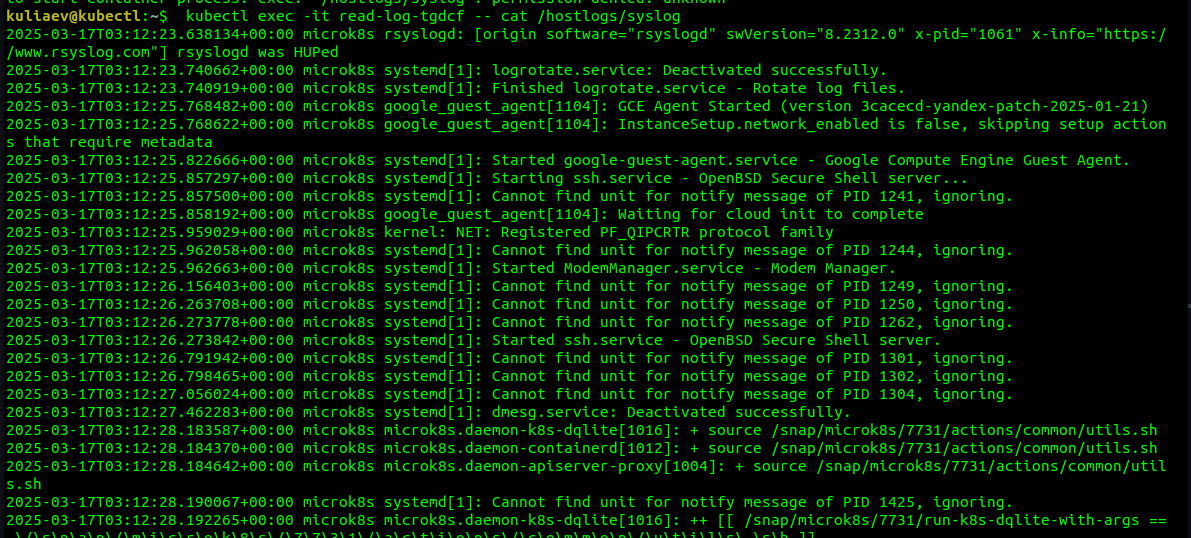 to start container process: exec: "/hostlogs/syslog": permission denied: unknown
kuliaev@kubectl:~$ kubectl exec -it read-log-tgdcf -- cat /hostlogs/syslog
2025-03-17T03:12:23.638134+00:00 microk8s rsyslogd: [origin software="rsyslogd" swVersion="8.2312.0" x-pid="1061" x-info="https:/
/www.rsyslog.com"] rsyslogd was HUPed
2025-03-17T03:12:23.740662+00:00 microk8s systemd[1]: logrotate.service: Deactivated successfully.
2025-03-17T03:12:23.740919+00:00 microk8s systemd[1]: Finished logrotate.service - Rotate log files.
2025-03-17T03:12:25.768482+00:00 microk8s google_guest_agent[1104]: GCE Agent Started (version 3cacecd-yandex-patch-2025-01-21)
2025-03-17T03:12:25.768622+00:00 microk8s google_guest_agent[1104]: InstanceSetup.network_enabled is false, skipping setup action
s that require metadata
2025-03-17T03:12:25.822666+00:00 microk8s systemd[1]: Started google-guest-agent.service - Google Compute Engine Guest Agent.
2025-03-17T03:12:25.857297+00:00 microk8s systemd[1]: Starting ssh.service - OpenBSD Secure Shell server...
2025-03-17T03:12:25.857500+00:00 microk8s systemd[1]: Cannot find unit for notify message of PID 1241, ignoring.
2025-03-17T03:12:25.858192+00:00 microk8s google_guest_agent[1104]: Waiting for cloud init to complete
2025-03-17T03:12:25.959029+00:00 microk8s kernel: NET: Registered PF_QIPCRTR protocol family
2025-03-17T03:12:25.962058+00:00 microk8s systemd[1]: Cannot find unit for notify message of PID 1244, ignoring.
2025-03-17T03:12:25.962663+00:00 microk8s systemd[1]: Started ModemManager.service - Modem Manager.
2025-03-17T03:12:26.156403+00:00 microk8s systemd[1]: Cannot find unit for notify message of PID 1249, ignoring.
2025-03-17T03:12:26.263708+00:00 microk8s systemd[1]: Cannot find unit for notify message of PID 1250, ignoring.
2025-03-17T03:12:26.273778+00:00 microk8s systemd[1]: Cannot find unit for notify message of PID 1262, ignoring.
2025-03-17T03:12:26.273842+00:00 microk8s systemd[1]: Started ssh.service - OpenBSD Secure Shell server.
2025-03-17T03:12:26.791942+00:00 microk8s systemd[1]: Cannot find unit for notify message of PID 1301, ignoring.
2025-03-17T03:12:26.798465+00:00 microk8s systemd[1]: Cannot find unit for notify message of PID 1302, ignoring.
2025-03-17T03:12:27.056024+00:00 microk8s systemd[1]: Cannot find unit for notify message of PID 1304, ignoring.
2025-03-17T03:12:27.462283+00:00 microk8s systemd[1]: dmesg.service: Deactivated successfully.
2025-03-17T03:12:28.183587+00:00 microk8s microk8s.daemon-k8s-dqlite[1016]: + source /snap/microk8s/7731/actions/common/utils.sh
2025-03-17T03:12:28.184370+00:00 microk8s microk8s.daemon-containerd[1012]: + source /snap/microk8s/7731/actions/common/utils.sh
2025-03-17T03:12:28.184642+00:00 microk8s microk8s.daemon-apiserver-proxy[1004]: + source /snap/microk8s/7731/actions/common/util
s.sh
2025-03-17T03:12:28.190067+00:00 microk8s systemd[1]: Cannot find unit for notify message of PID 1425, ignoring.
2025-03-17T03:12:28.192265+00:00 microk8s microk8s.daemon-k8s-dqlite[1016]: ++ [[ /snap/microk8s/7731/run-k8s-dqlite-with-args ==